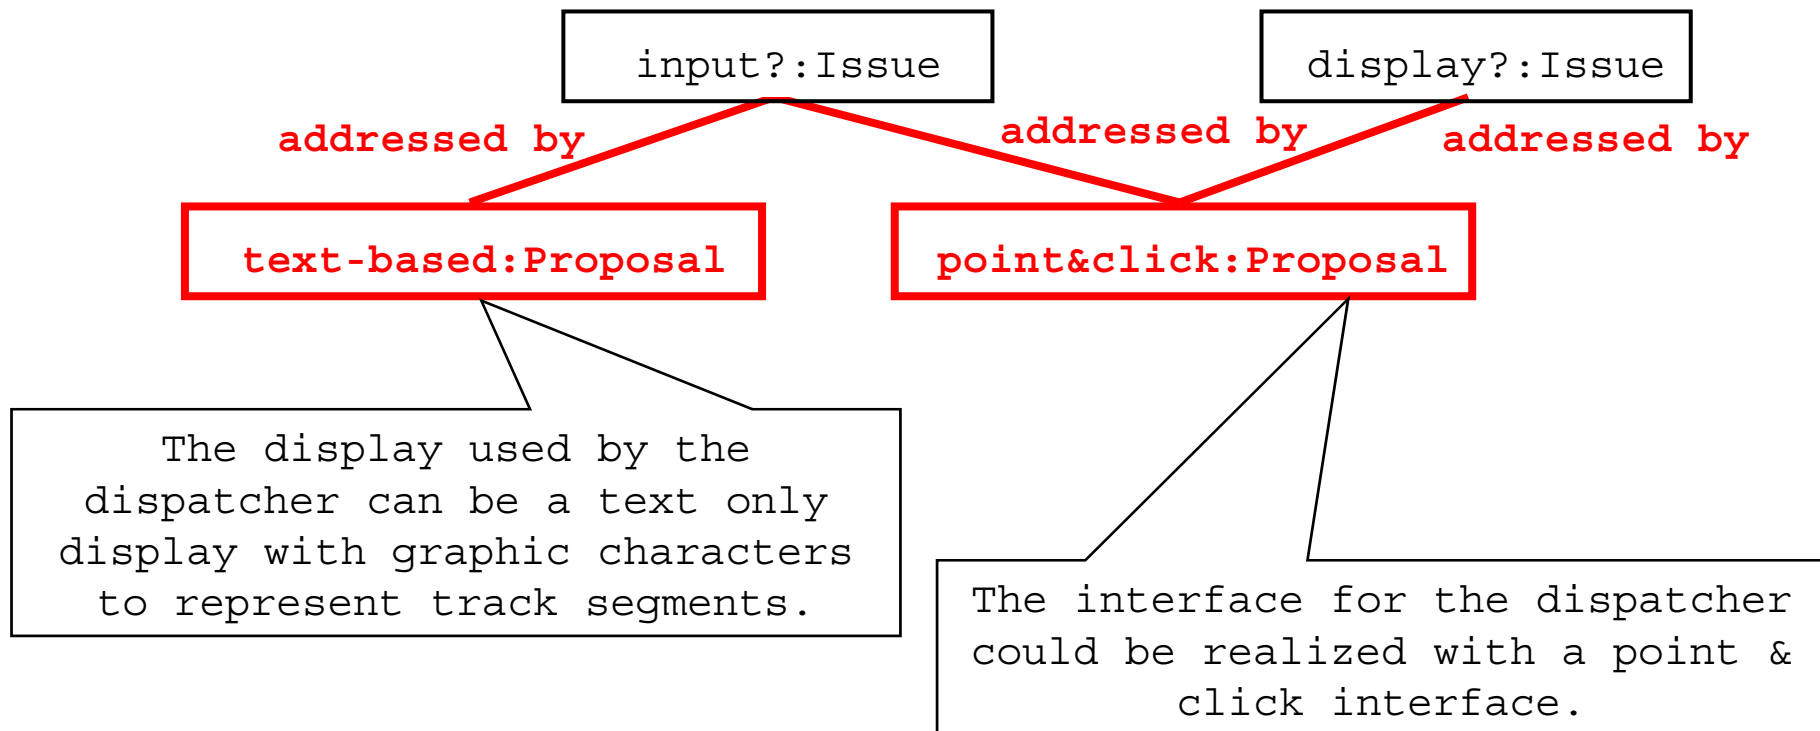 input?:Issue
display?:Issue
addressed by
addressed by
addressed by
text-based:Proposal
point&click:Proposal
The display used by the
dispatcher can be a text only
display with graphic characters
to represent track segments.
The interface for the dispatcher
could be realized with a point &
click interface.